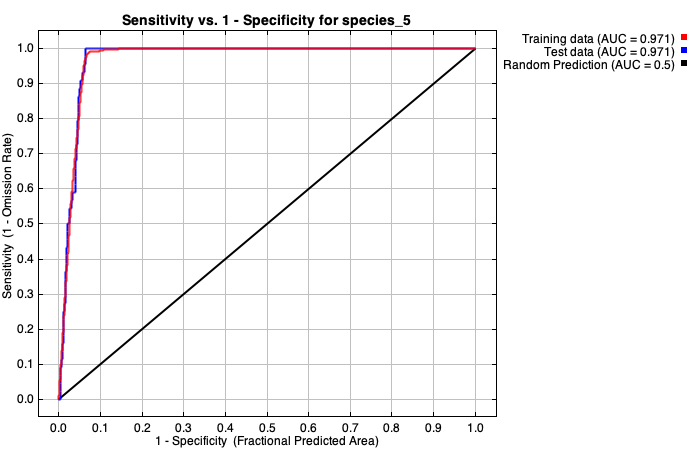 Sensitivity vs. 1 - Specificity for species_5
Training data (AUC = 0.971)
Test data (AUC = 0.971)
Random Prediction (AUC = 0.5)
Sensitivity (1 - Omission Rate)
1.0
0.9
0.8
0.7
0.6
0.5
0.4
0.3
0.2
0.1
0.0
0.0 0.1 0.2 0.3 0.4 0.5 0.6 0.7 0.8 0.9 1.0
1 - Specificity (Fractional Predicted Area)